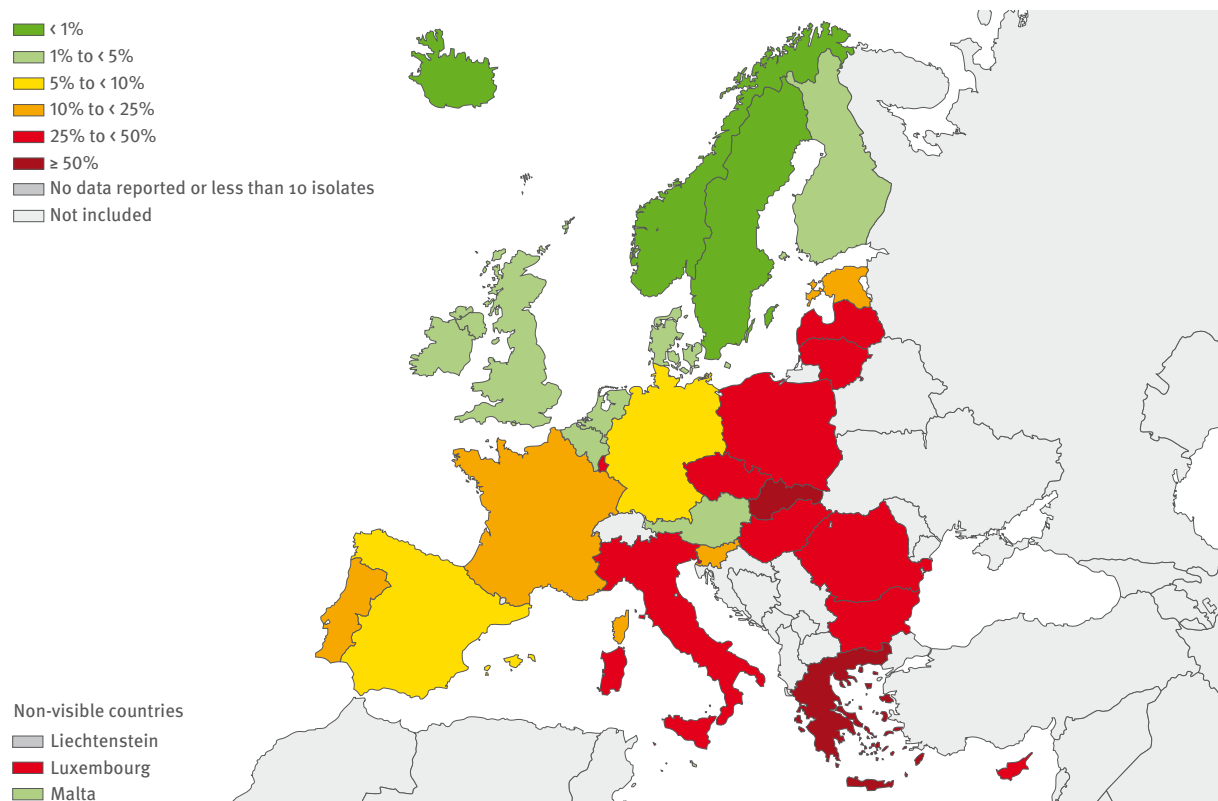 < 1%
1% to < 5%
5% to < 10%
10% to < 25%
25% to < 50%
≥ 50%
No data reported or less than 10 isolates
Not included
Non-visible countries
Liechtenstein
Luxembourg
Malta